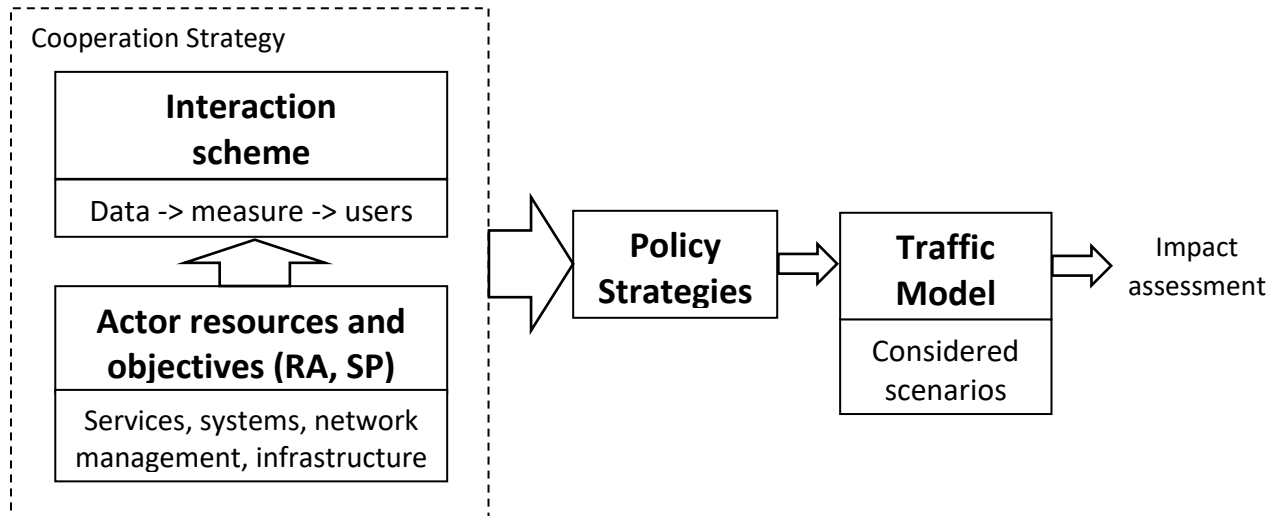 Cooperation Strategy
Interaction
scheme
Data -> measure -> users
Actor resources and
objectives (RA, SP)
Services, systems, network
management, infrastructure
Policy
Strategies
Traffic
Model
Considered
scenarios
Impact
assessment